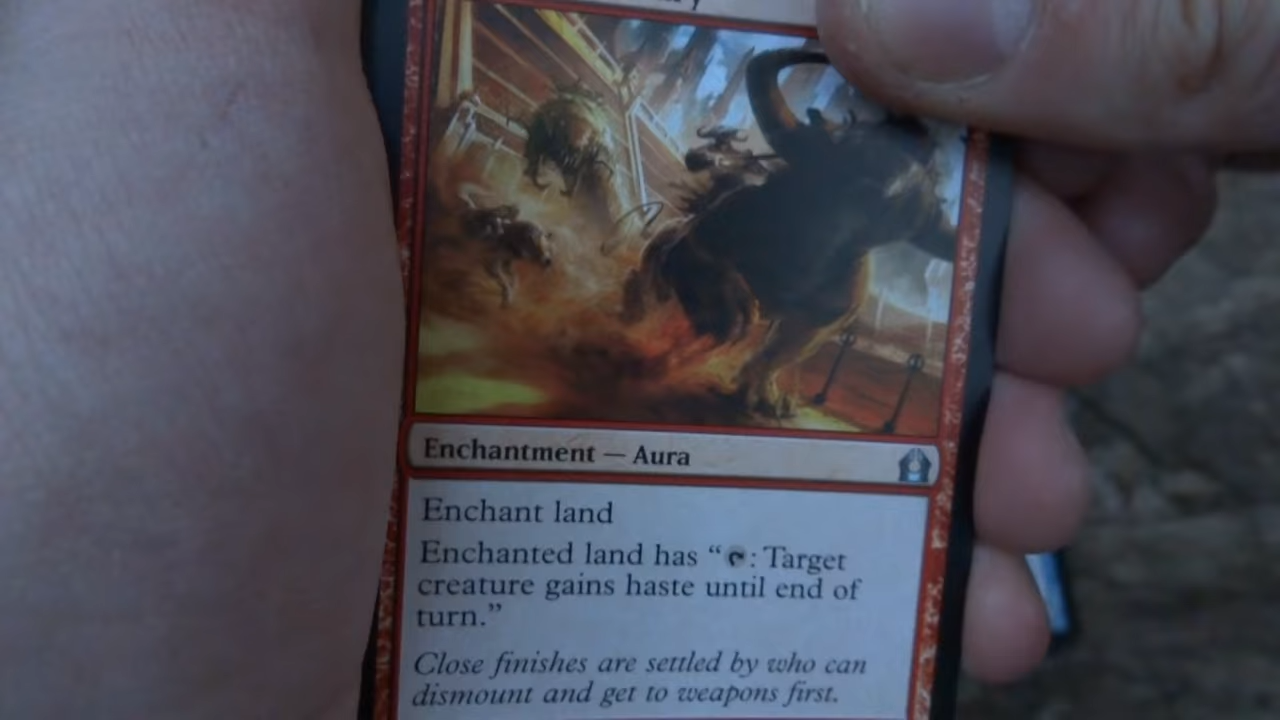 Enchantment — Aura
Enchant land
Enchanted land has “: Target
creature gains haste until end of
turn.”
Close finishes are settled by who can
dismount and get to weapons first.